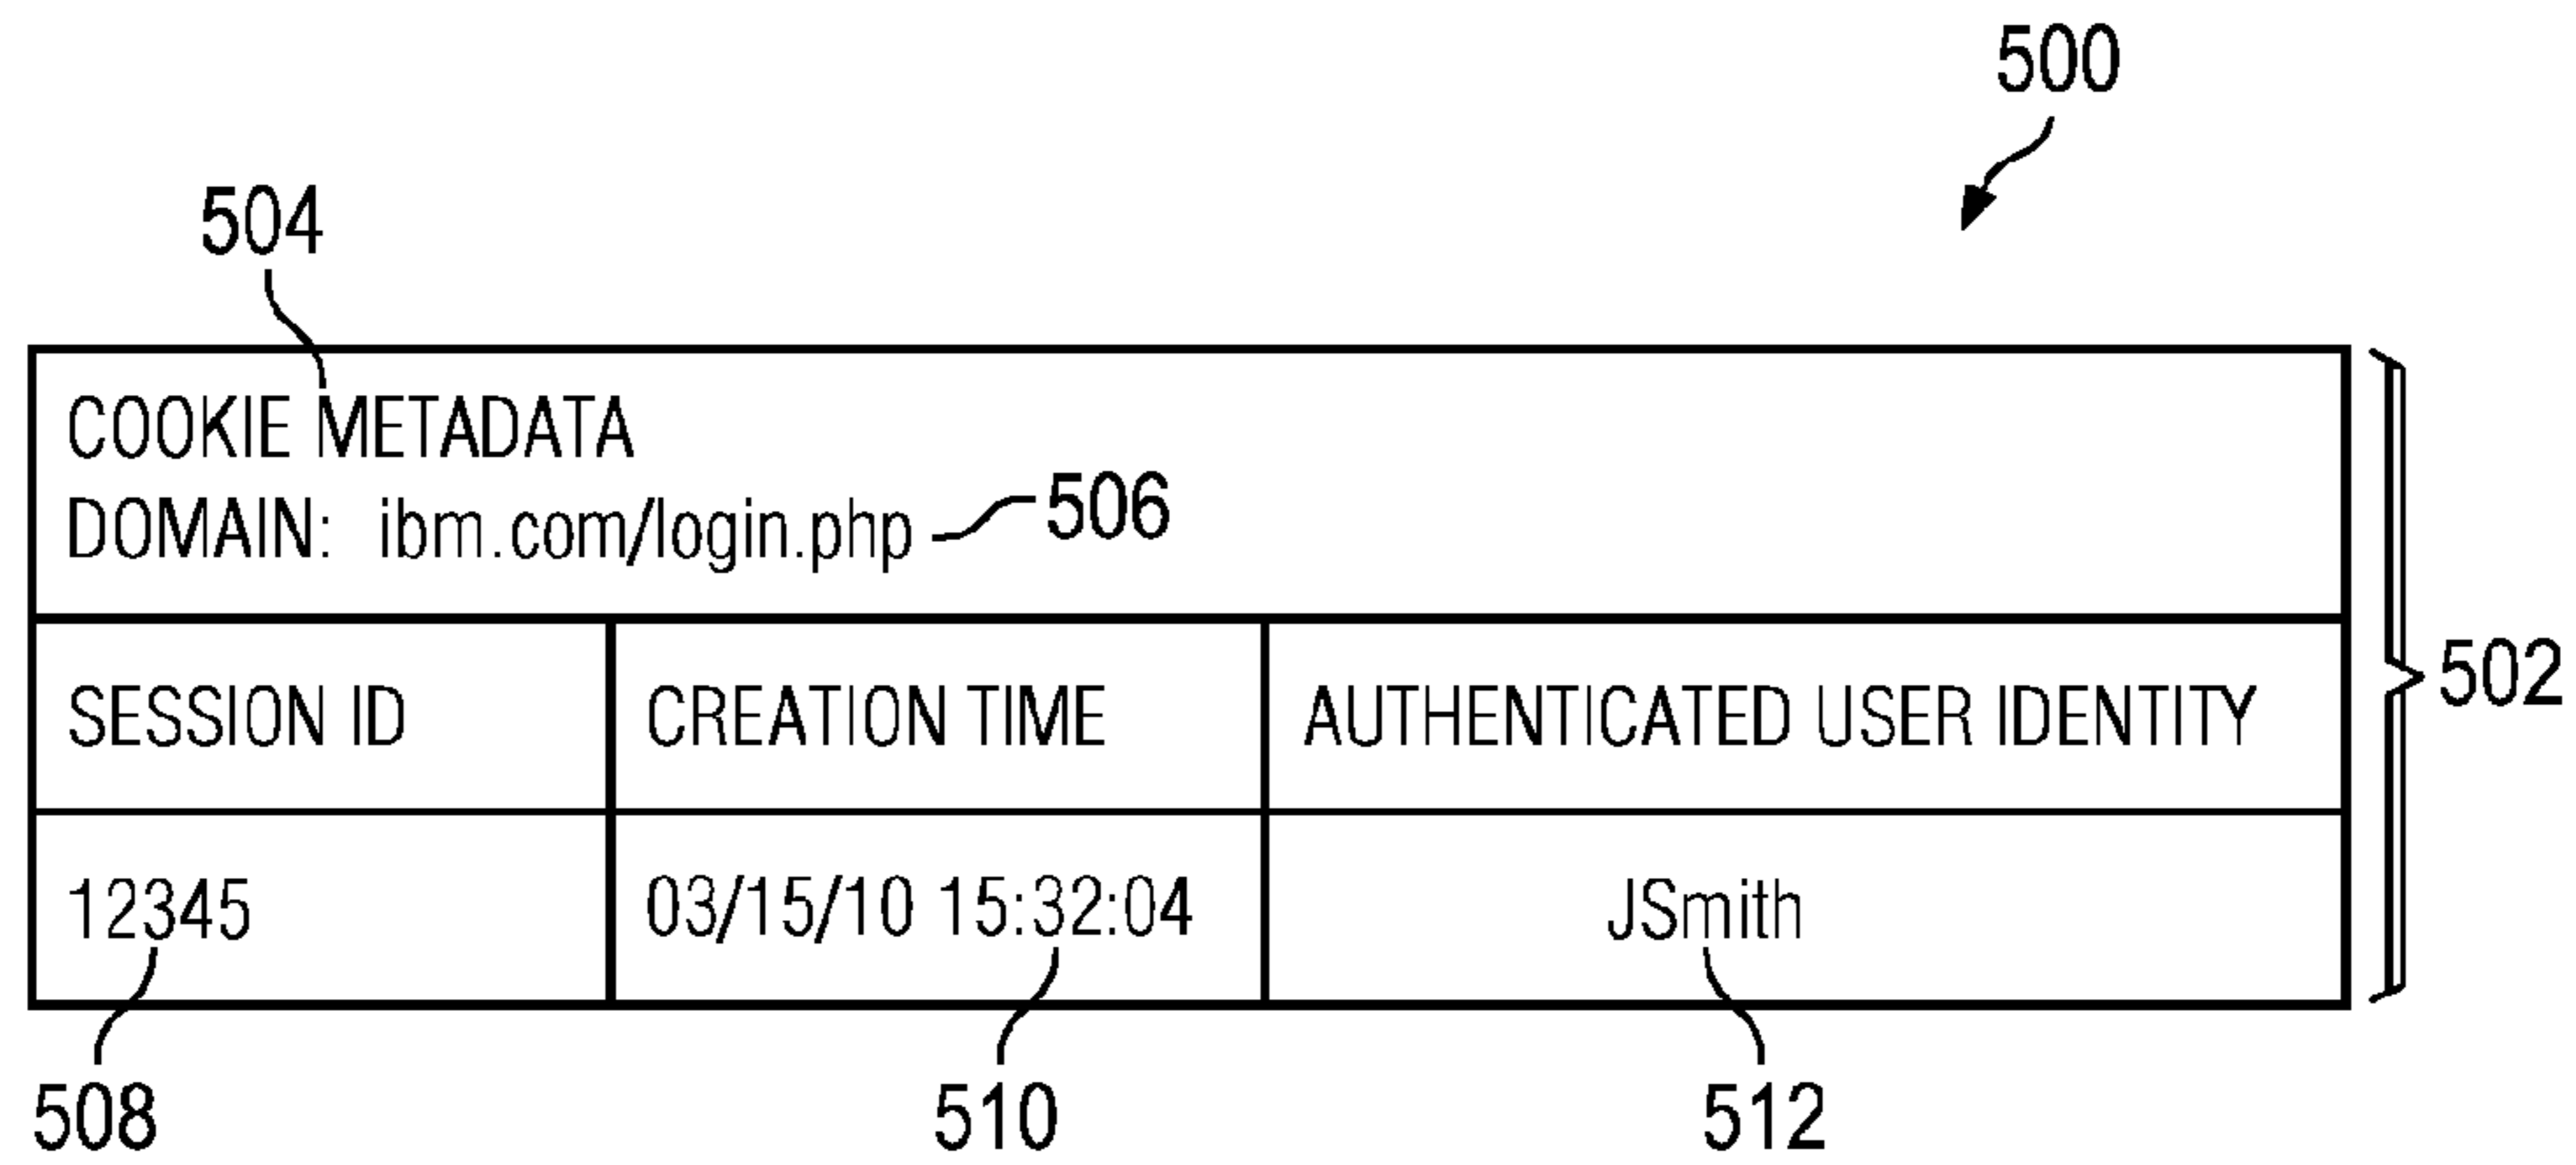 500
504
COOKIE METADATA
DOMAIN: ibm.com/login.php 506
SESSION ID CREATION TIME AUTHENTICATED USER IDENTITY 502
12345 03/15/10 15:32:04 JSmith
508 510 512